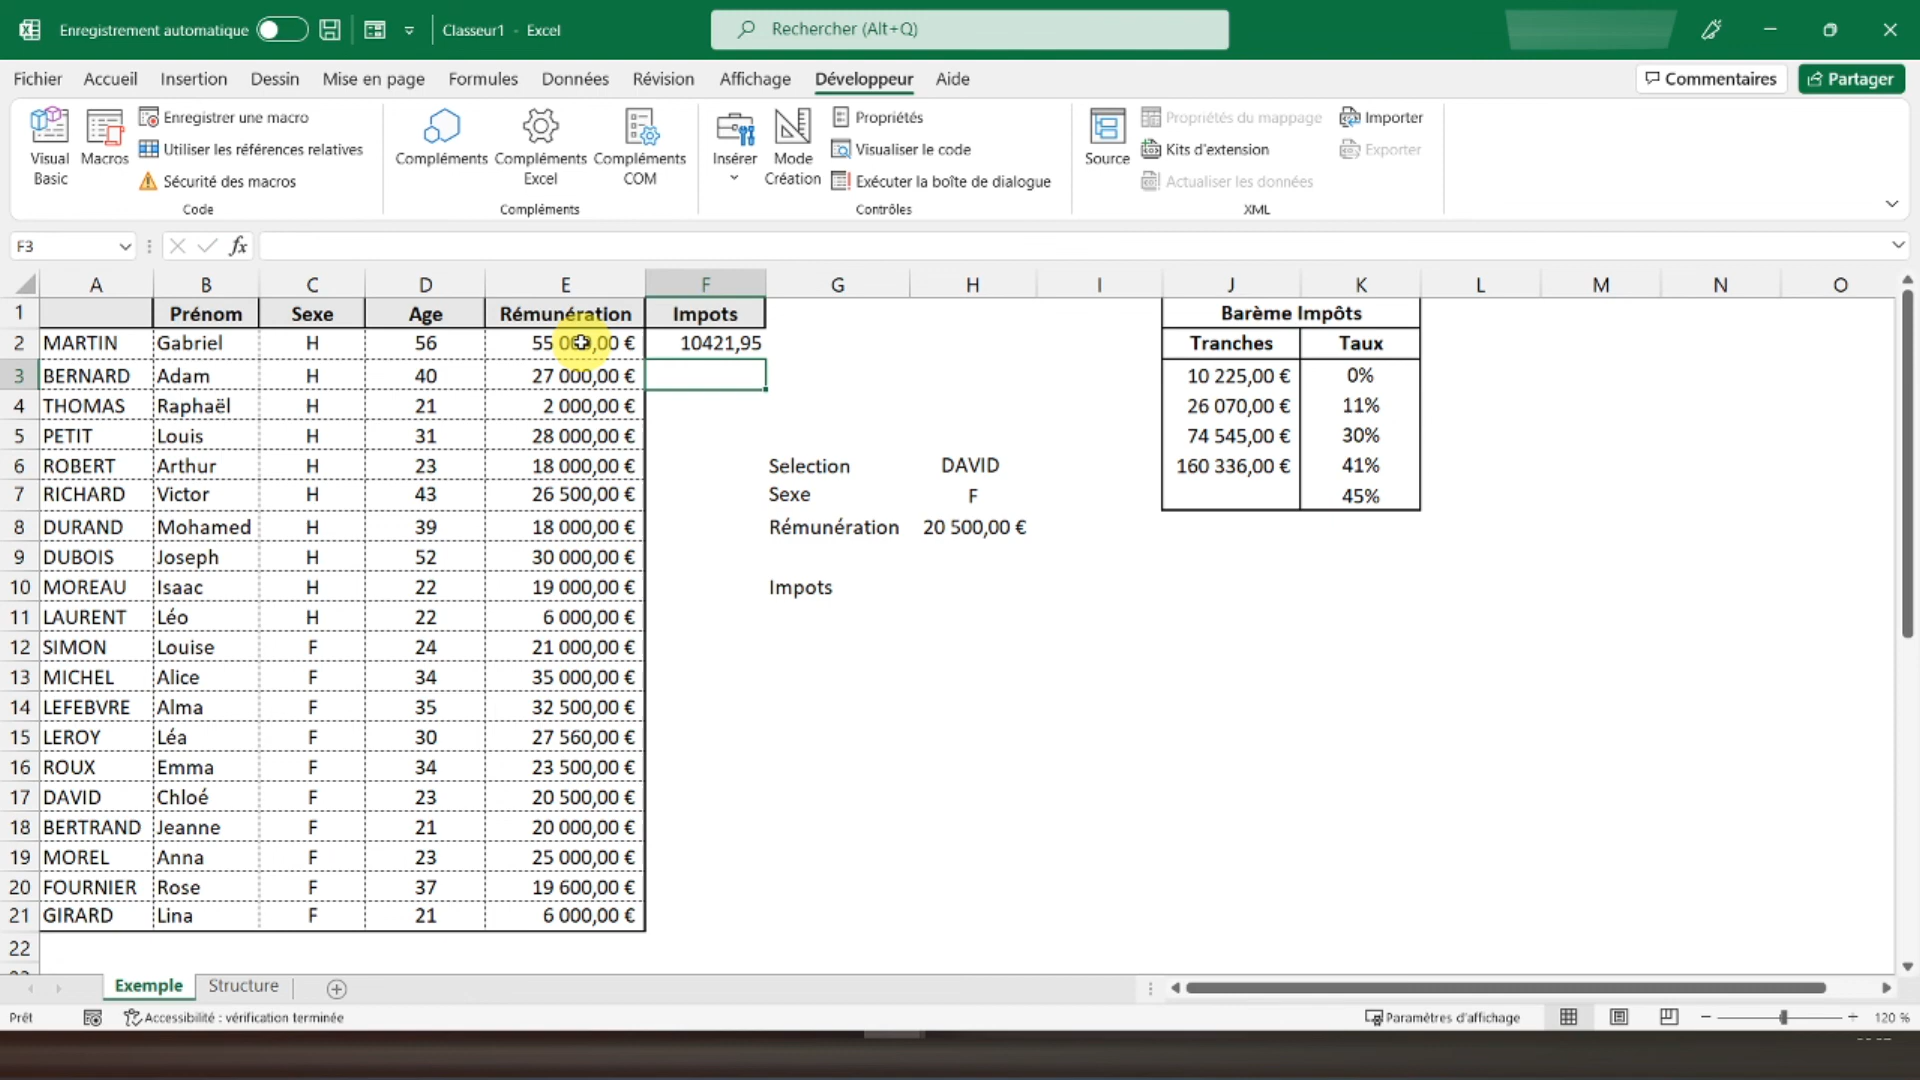 Enregistrement automatique
Classeur1 - Excel
Rechercher (Alt+Q)
Fichier Accueil Insertion Dessin Mise en page Formules Données Révision Affichage Développeur Aide
Commentaires
Partager
Visual Basic
Macros
Enregistrer une macro
Utiliser les références relatives
Sécurité des macros
Code
Compléments
Compléments Excel
Compléments COM
Compléments
Insérer
Mode Création
Propriétés
Visualiser le code
Exécuter la boîte de dialogue
Contrôles
Source
Propriétés du mappage
Kits d'extension
Actualiser les données
Importer
Exporter
XML
F3
fx
A B C D E F G H I J K L M N O
1 Prénom Sexe Age Rémunération Impots Barème Impôts
2 MARTIN Gabriel H 56 55 000,00 € 10421,95 Tranches Taux
3 BERNARD Adam H 40 27 000,00 € 10 225,00 € 0%
4 THOMAS Raphaël H 21 2 000,00 € 26 070,00 € 11%
5 PETIT Louis H 31 28 000,00 € 74 545,00 € 30%
6 ROBERT Arthur H 23 18 000,00 € Selection DAVID 160 336,00 € 41%
7 RICHARD Victor H 43 26 500,00 € Sexe F 45%
8 DURAND Mohamed H 39 18 000,00 € Rémunération 20 500,00 €
9 DUBOIS Joseph H 52 30 000,00 €
10 MOREAU Isaac H 22 19 000,00 € Impots
11 LAURENT Léo H 22 6 000,00 €
12 SIMON Louise F 24 21 000,00 €
13 MICHEL Alice F 34 35 000,00 €
14 LEFEBVRE Alma F 35 32 500,00 €
15 LEROY Léa F 30 27 560,00 €
16 ROUX Emma F 34 23 500,00 €
17 DAVID Chloé F 23 20 500,00 €
18 BERTRAND Jeanne F 21 20 000,00 €
19 MOREL Anna F 23 25 000,00 €
20 FOURNIER Rose F 37 19 600,00 €
21 GIRARD Lina F 21 6 000,00 €
22
Exemple Structure
Prêt
Accessibilité : vérification terminée
Paramètres d'affichage
120 %